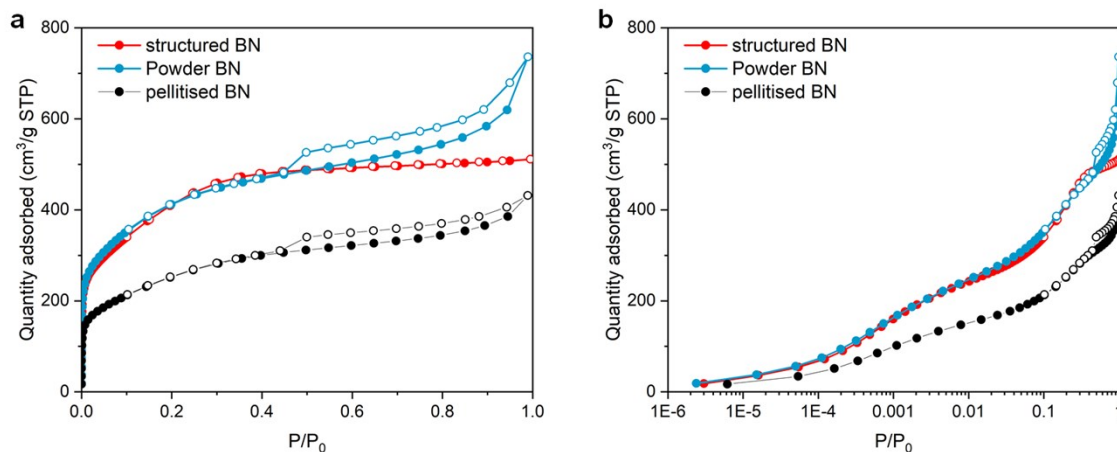 a
800
600
400
200
0
Quantity adsorbed (cm³/g STP)
structured BN
Powder BN
pellitised BN
0.0 0.2 0.4 0.6 0.8 1.0
P/P₀
b
800
600
400
200
0
Quantity adsorbed (cm³/g STP)
structured BN
Powder BN
pellitised BN
1E-6 1E-5 1E-4 0.001 0.01 0.1 1
P/P₀